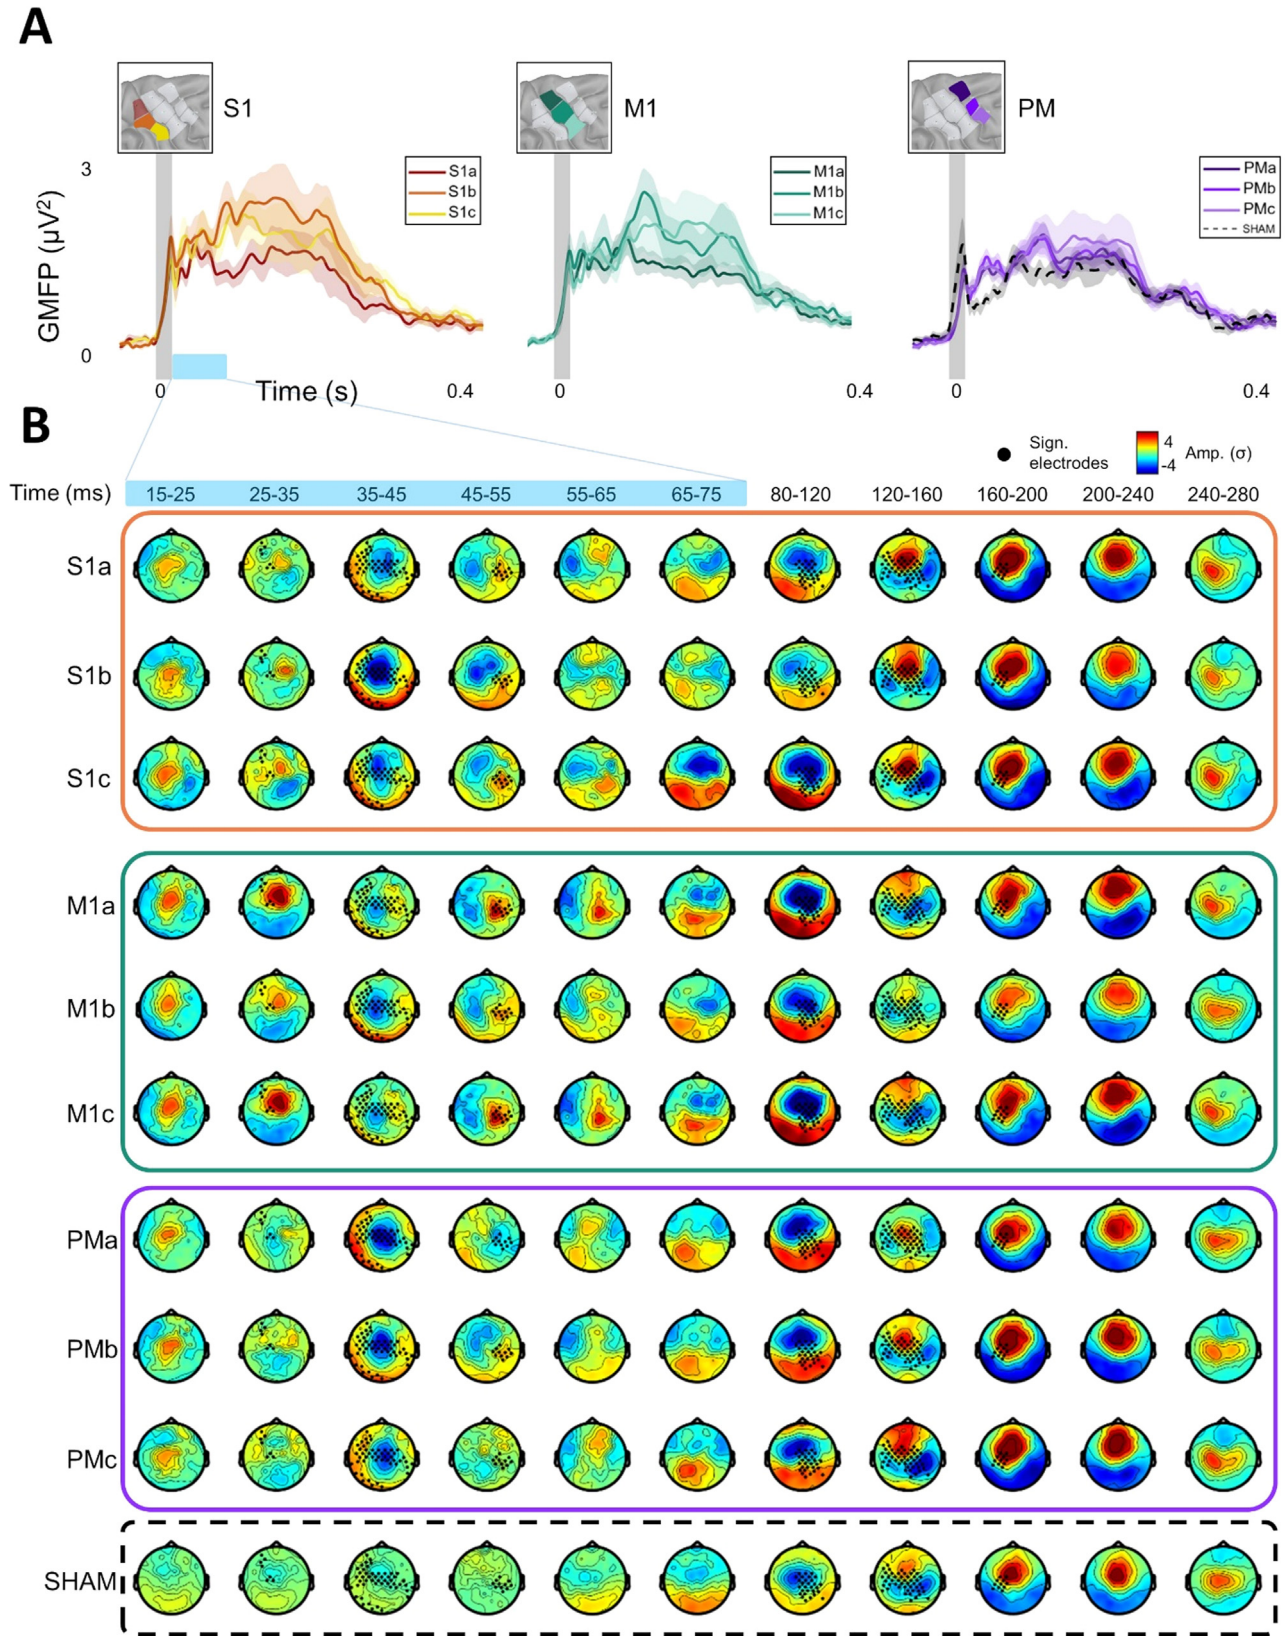 A
S1
M1
PM
3
0
GMFP (μV²)
S1a
S1b
S1c
M1a
M1b
M1c
PMa
PMb
PMc
SHAM
0
Time (s)
0.4
0
0.4
0
0.4
B
Sign.
electrodes
4
-4
Amp. (σ)
Time (ms) 15-25 25-35 35-45 45-55 55-65 65-75 80-120 120-160 160-200 200-240 240-280
S1a
S1b
S1c
M1a
M1b
M1c
PMa
PMb
PMc
SHAM